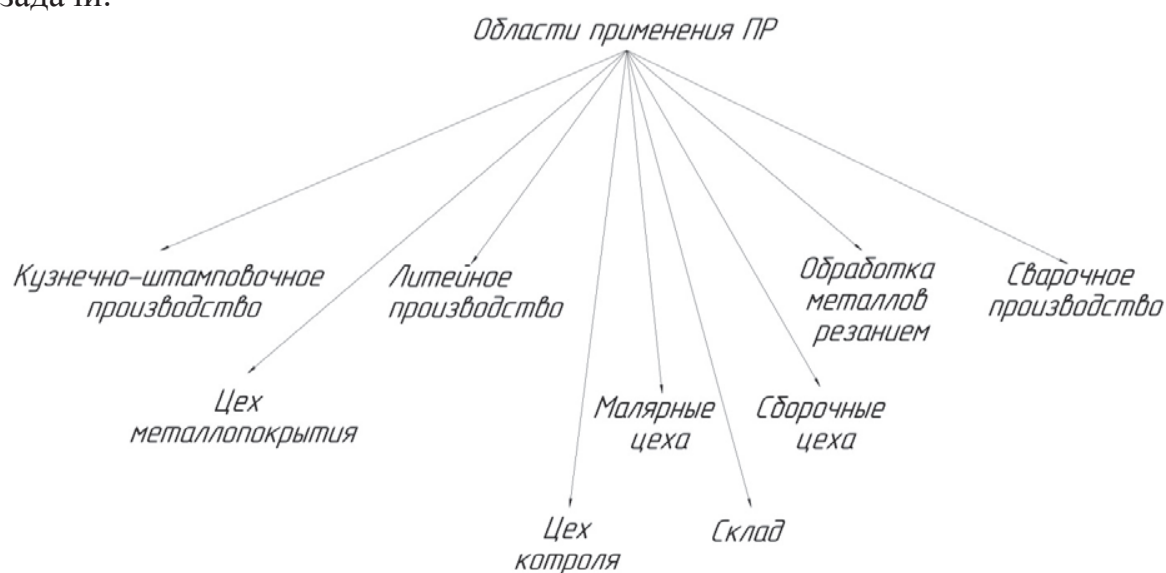 задачи.
Области применения ПР
Кузнечно-штамповочное
производство
Литейное
производство
Обработка
металлов
резанием
Сварочное
производство
Цех
металлопокрытия
Малярные
цеха
Сборочные
цеха
Цех
котроля
Склад